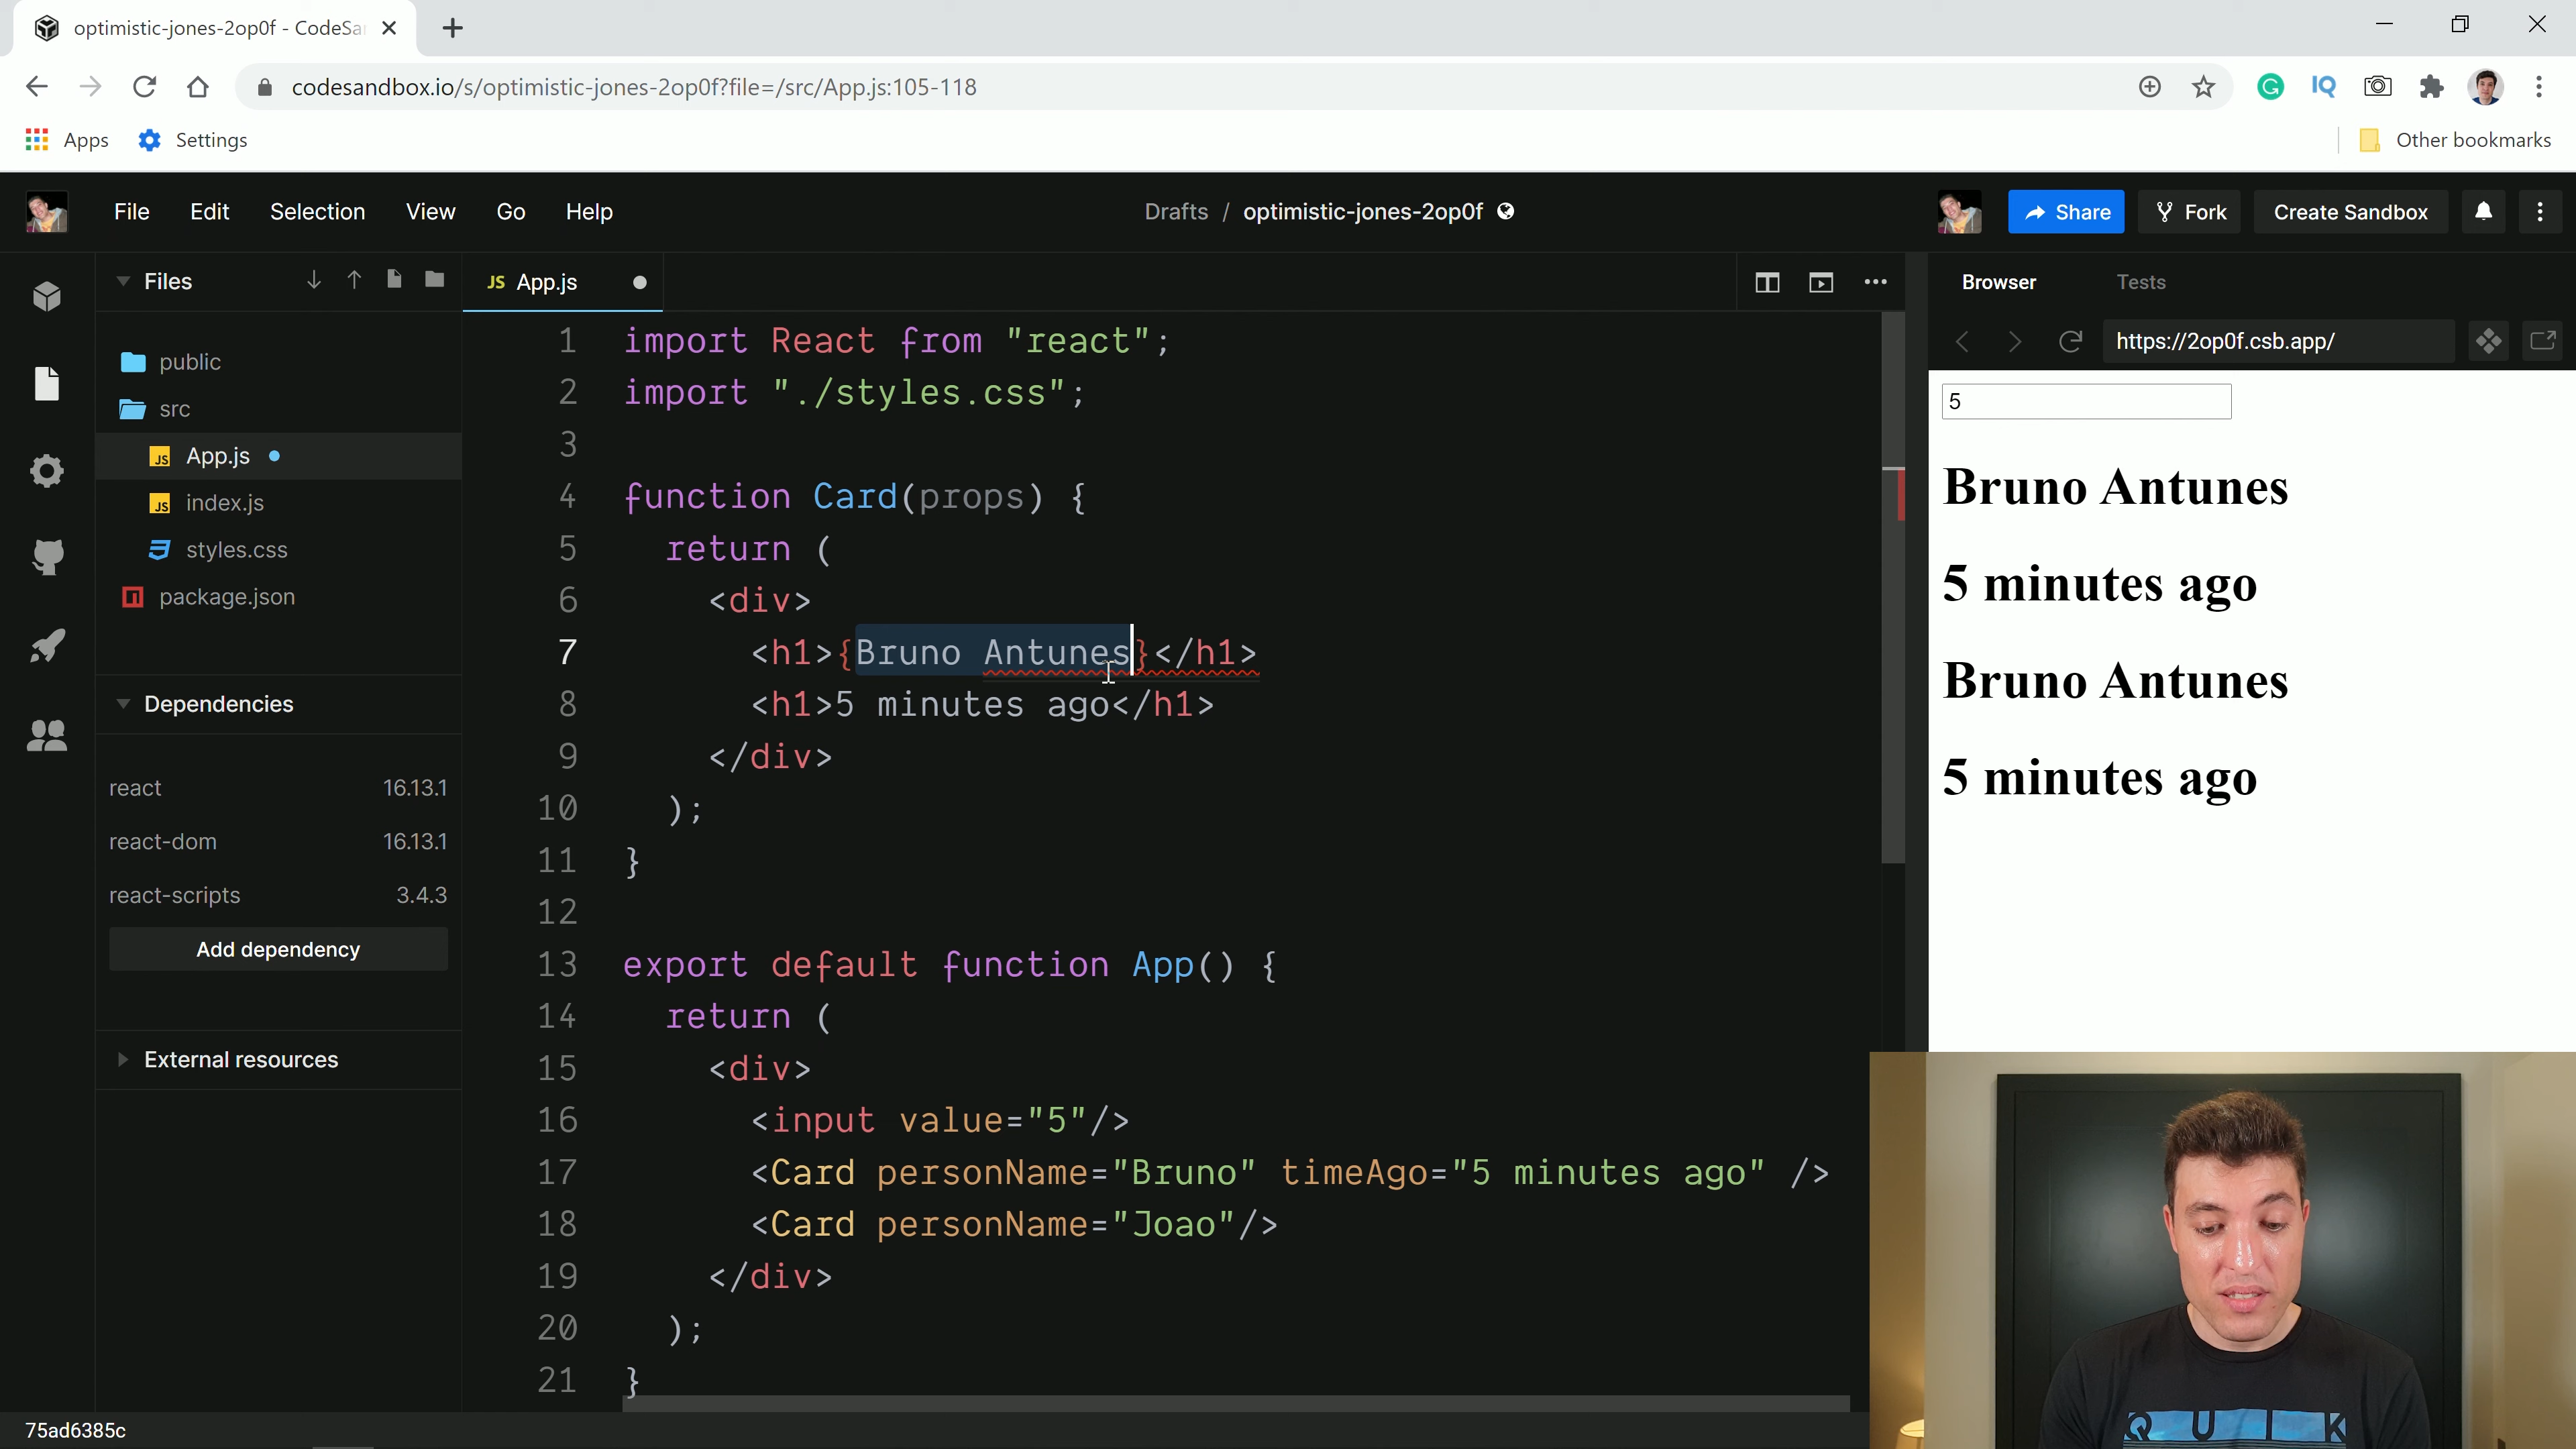 optimistic-jones-2op0f - CodeSa
codesandbox.io/s/optimistic-jones-2op0f?file=/src/App.js:105-118
IQ
Apps
Settings
Other bookmarks
File
Edit
Selection
View
Go
Help
Drafts / optimistic-jones-2op0f
Share
Fork
Create Sandbox
Files
JS App.js
Browser
Tests
https://2op0f.csb.app/
public
src
JS App.js
JS index.js
styles.css
package.json
Dependencies
react 16.13.1
react-dom 16.13.1
react-scripts 3.4.3
Add dependency
External resources
75ad6385c
1 import React from "react";
2 import "./styles.css";
3
4 function Card(props) {
5 return (
6 <div>
7 <h1>{Bruno Antunes}</h1>
8 <h1>5 minutes ago</h1>
9 </div>
10 );
11 }
12
13 export default function App() {
14 return (
15 <div>
16 <input value="5"/>
17 <Card personName="Bruno" timeAgo="5 minutes ago" />
18 <Card personName="Joao"/>
19 </div>
20 );
21 }
5
Bruno Antunes
5 minutes ago
Bruno Antunes
5 minutes ago
QUIK